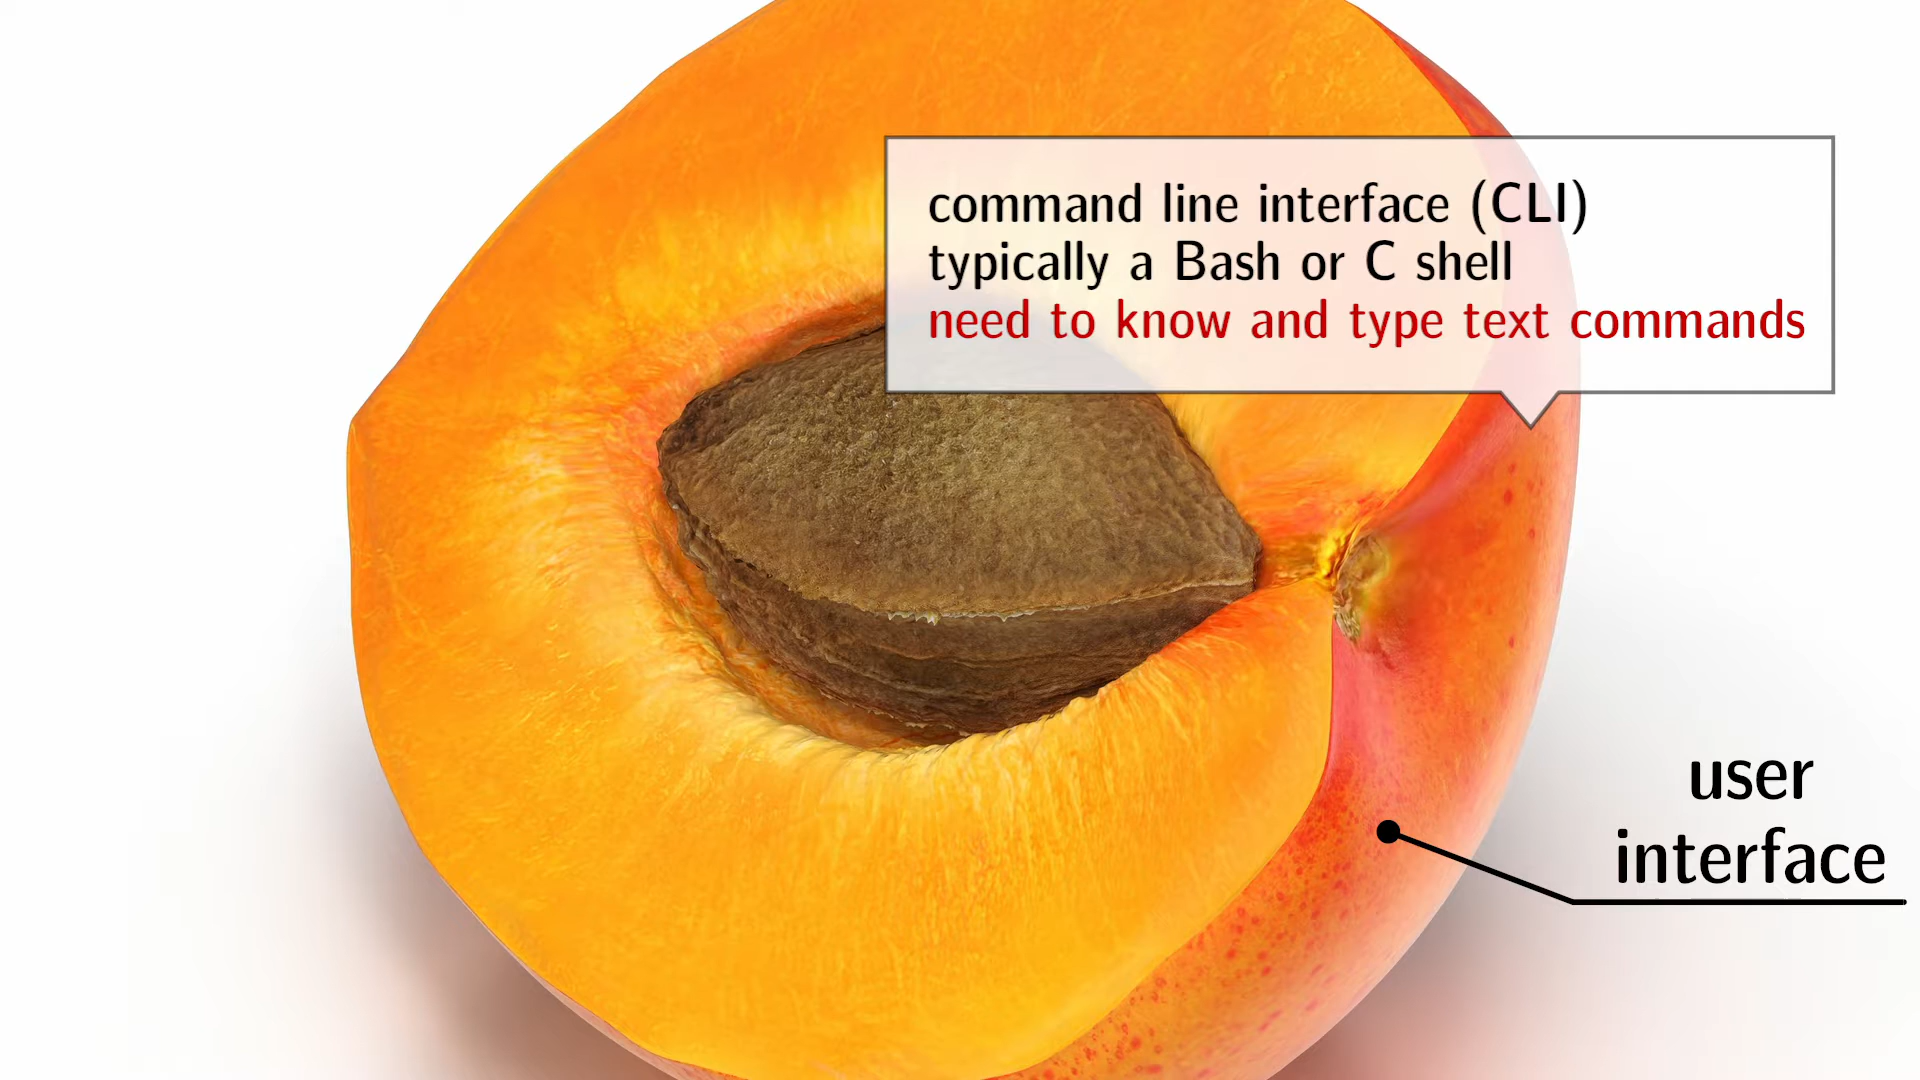 command line interface (CLI)
typically a Bash or C shell
need to know and type text commands
user
interface